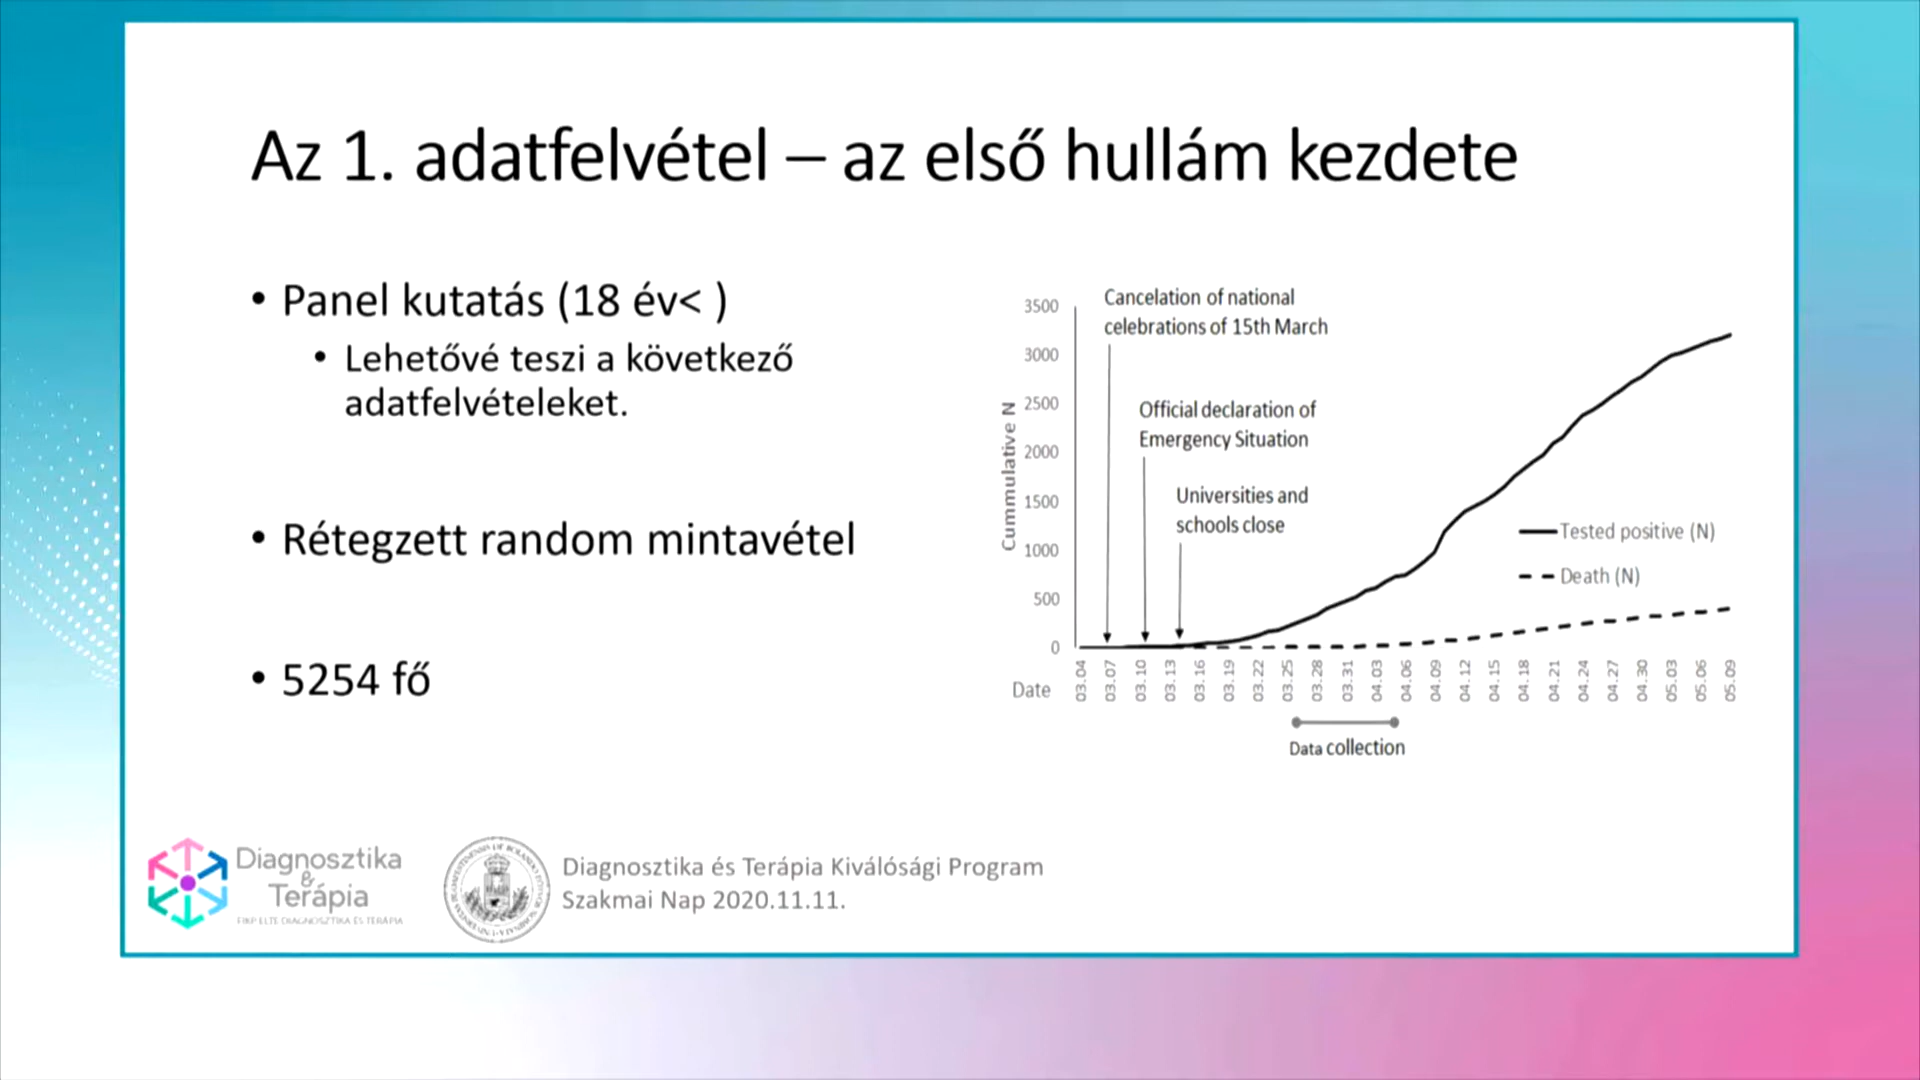 Az 1. adatfelvétel – az első hullám kezdete
• Panel kutatás (18 év< )
• Lehetővé teszi a következő
adatfelvételeket.
• Rétegzett random mintavétel
• 5254 fő
Cancelation of national
celebrations of 15th March
Official declaration of
Emergency Situation
Universities and
schools close
Cummulative N
3500
3000
2500
2000
1500
1000
500
0
Tested positive (N)
Death (N)
Date
03.04 03.07 03.10 03.13 03.16 03.19 03.22 03.25 03.28 03.31 04.03 04.06 04.09 04.12 04.15 04.18 04.21 04.24 04.27 04.30 05.03 05.06 05.09
Data collection
Diagnosztika
&
Terápia
FIKP ELTE DIAGNOSZTIKA ÉS TERÁPIA
Diagnosztika és Terápia Kiválósági Program
Szakmai Nap 2020.11.11.